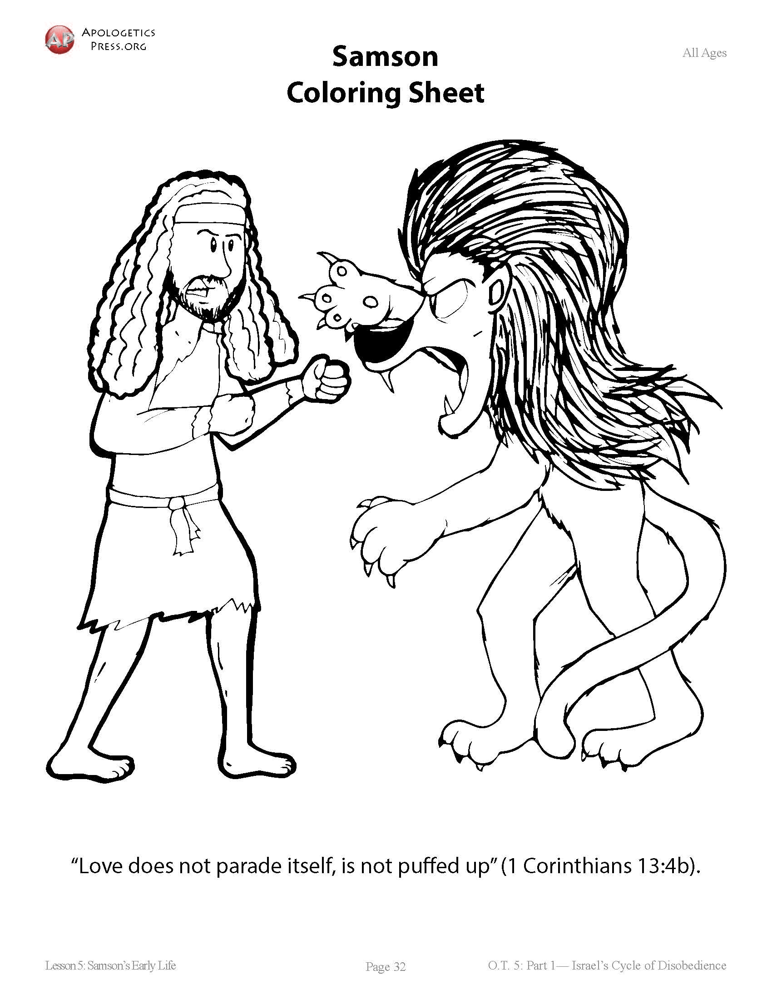 AP
APOLOGETICS
PRESS.ORG
All Ages
Samson
Coloring Sheet
“Love does not parade itself, is not puffed up” (1 Corinthians 13:4b).
Lesson 5: Samson’s Early Life
Page 32
O.T. 5: Part 1— Israel’s Cycle of Disobedience